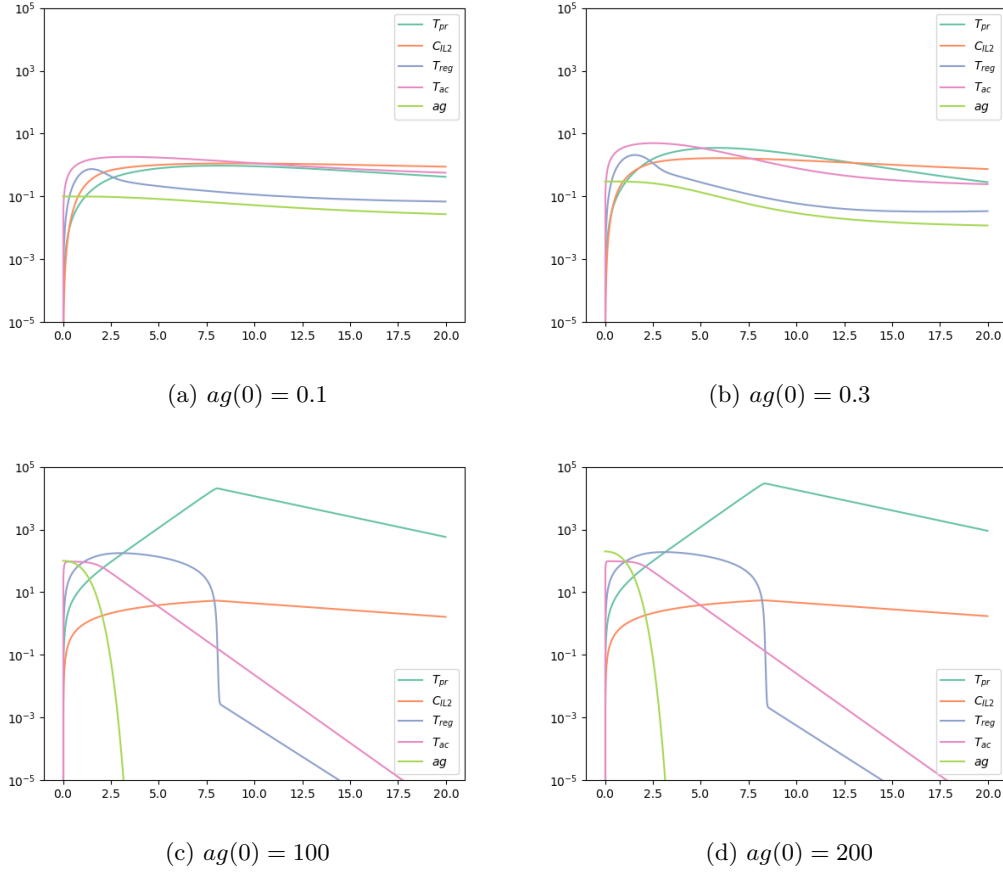 10^5
10^3
10^1
10^-1
10^-3
10^-5
0.0 2.5 5.0 7.5 10.0 12.5 15.0 17.5 20.0
T_pr
C_IL2
T_reg
T_ac
ag
(a) ag(0) = 0.1
10^5
10^3
10^1
10^-1
10^-3
10^-5
0.0 2.5 5.0 7.5 10.0 12.5 15.0 17.5 20.0
T_pr
C_IL2
T_reg
T_ac
ag
(b) ag(0) = 0.3
10^5
10^3
10^1
10^-1
10^-3
10^-5
0.0 2.5 5.0 7.5 10.0 12.5 15.0 17.5 20.0
T_pr
C_IL2
T_reg
T_ac
ag
(c) ag(0) = 100
10^5
10^3
10^1
10^-1
10^-3
10^-5
0.0 2.5 5.0 7.5 10.0 12.5 15.0 17.5 20.0
T_pr
C_IL2
T_reg
T_ac
ag
(d) ag(0) = 200